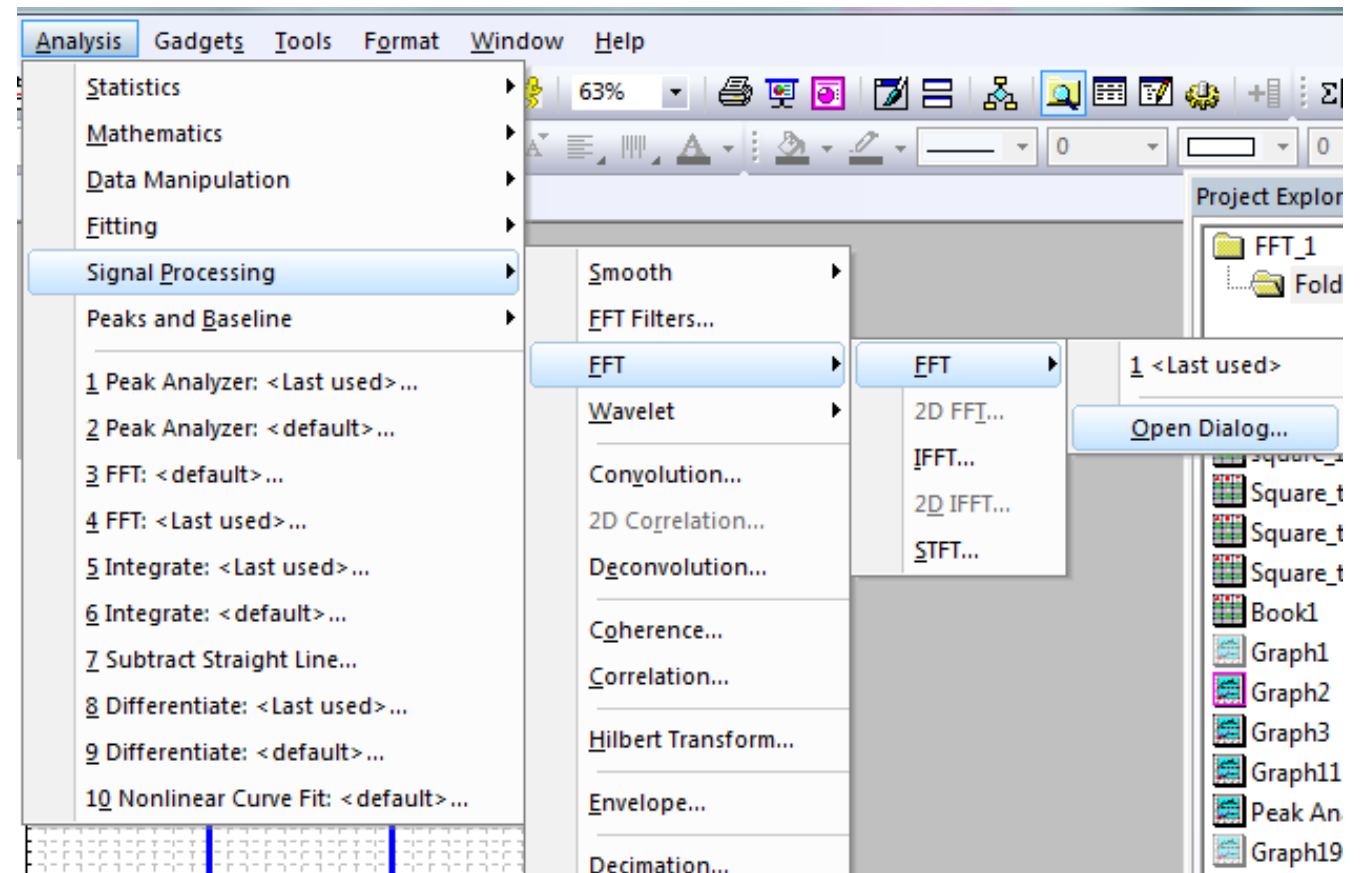 Analysis Gadgets Tools Format Window Help
63%
0
0
Statistics
Mathematics
Data Manipulation
Fitting
Signal Processing
Peaks and Baseline
1 Peak Analyzer: <Last used>...
2 Peak Analyzer: <default>...
3 FFT: <default>...
4 FFT: <Last used>...
5 Integrate: <Last used>...
6 Integrate: <default>...
7 Subtract Straight Line...
8 Differentiate: <Last used>...
9 Differentiate: <default>...
10 Nonlinear Curve Fit: <default>...
Smooth
FFT Filters...
FFT
Wavelet
Convolution...
2D Correlation...
Deconvolution...
Coherence...
Correlation...
Hilbert Transform...
Envelope...
Decimation...
FFT
2D FFT...
IFFT...
2D IFFT...
STFT...
1 <Last used>
Open Dialog...
Project Explor
FFT_1
Fold
Square_t
Square_t
Square_t
Book1
Graph1
Graph2
Graph3
Graph11
Peak An
Graph19